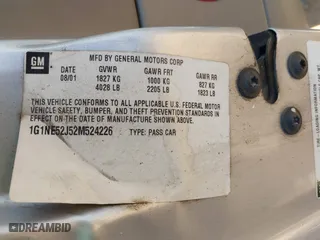 GM
MFD BY GENERAL MOTORS CORP
DATE GVWR GAWR FRT GAWR RR
08/01 1827 KG 1000 KG 827 KG
4028 LB 2205 LB 1823 LB
THIS VEHICLE CONFORMS TO ALL APPLICABLE U.S. FEDERAL MOTOR
VEHICLE SAFETY, BUMPER, AND THEFT PREVENTION STANDARDS
IN EFFECT ON THE DATE OF MANUFACTURE SHOWN ABOVE.
1G1NE52J52M524226 TYPE: PASS CAR
DREAMBID